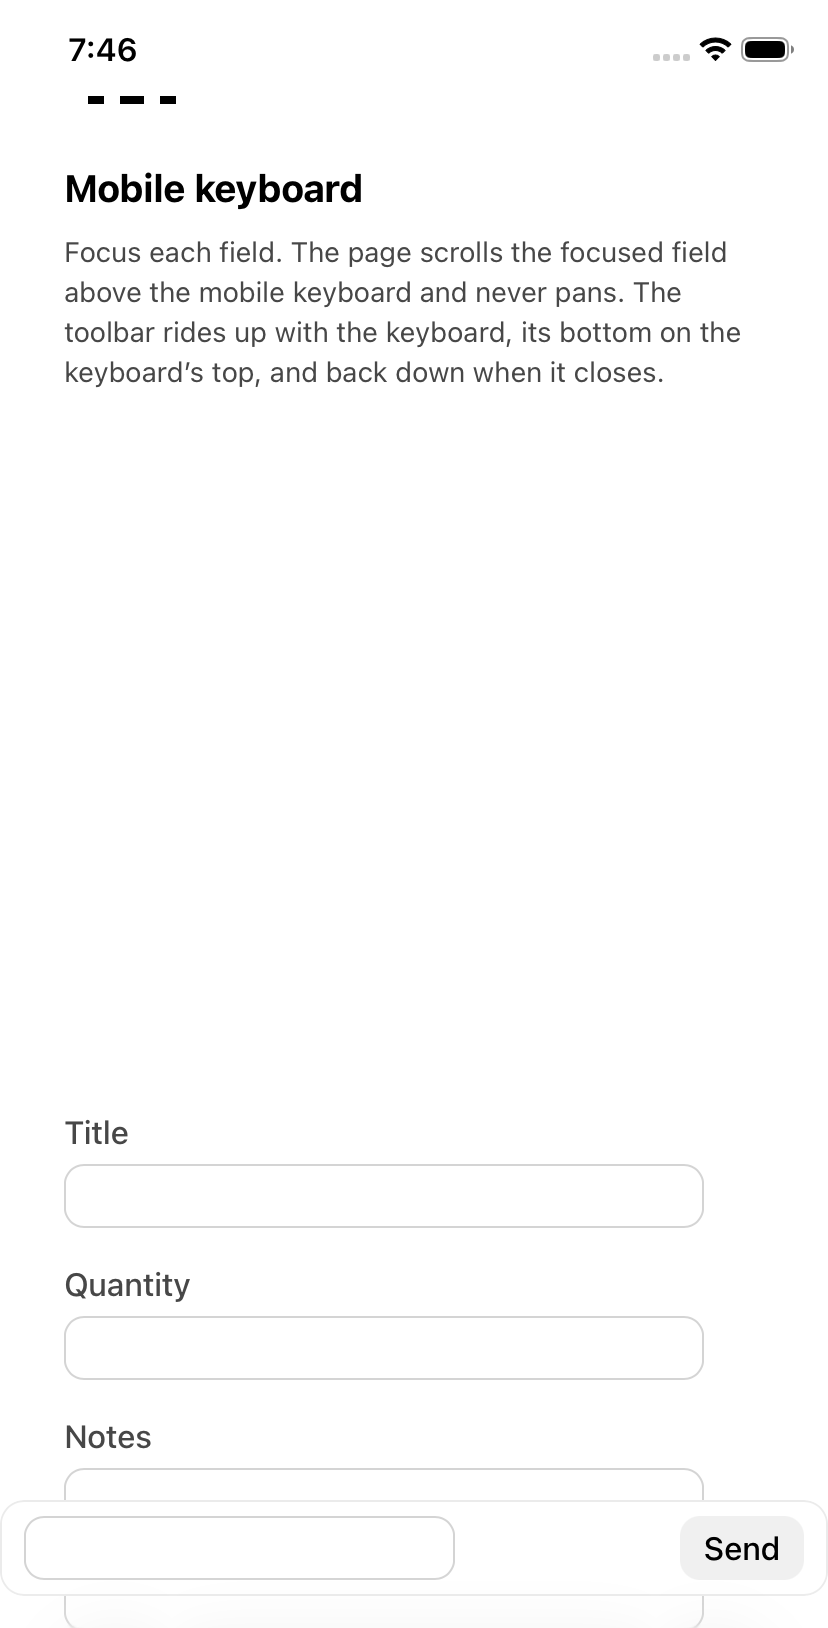 7:46
Mobile keyboard
Focus each field. The page scrolls the focused field
above the mobile keyboard and never pans. The
toolbar rides up with the keyboard, its bottom on the
keyboard’s top, and back down when it closes.
Title
Quantity
Notes
Send